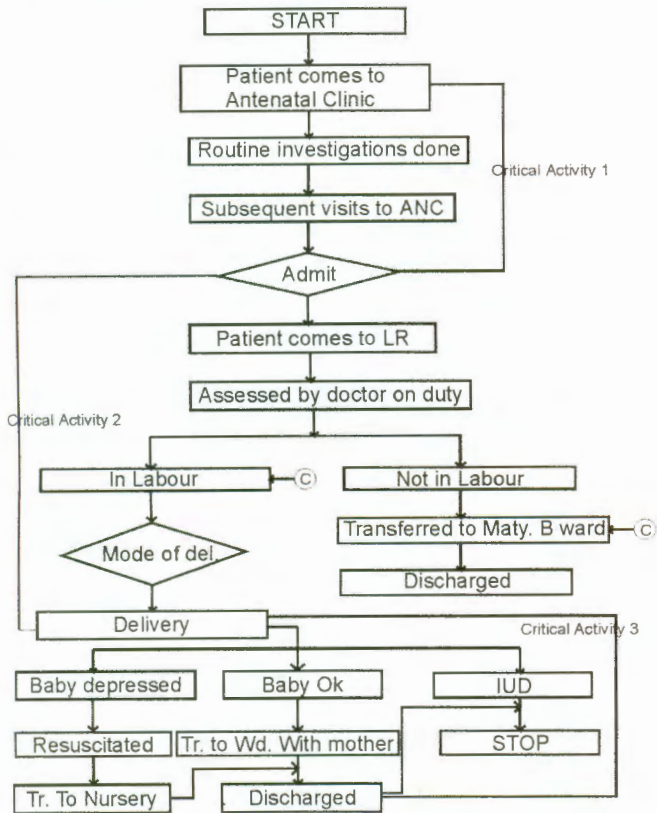 START
Patient comes to
Antenatal Clinic
Routine investigations done
Critical Activity 1
Subsequent visits to ANC
Admit
Patient comes to LR
Assessed by doctor on duty
Critical Activity 2
In Labour
C
Not in Labour
Mode of del.
Transferred to Maty. B ward
C
Discharged
Delivery
Critical Activity 3
Baby depressed
Baby Ok
IUD
Resuscitated
Tr. to Wd. With mother
STOP
Tr. To Nursery
Discharged